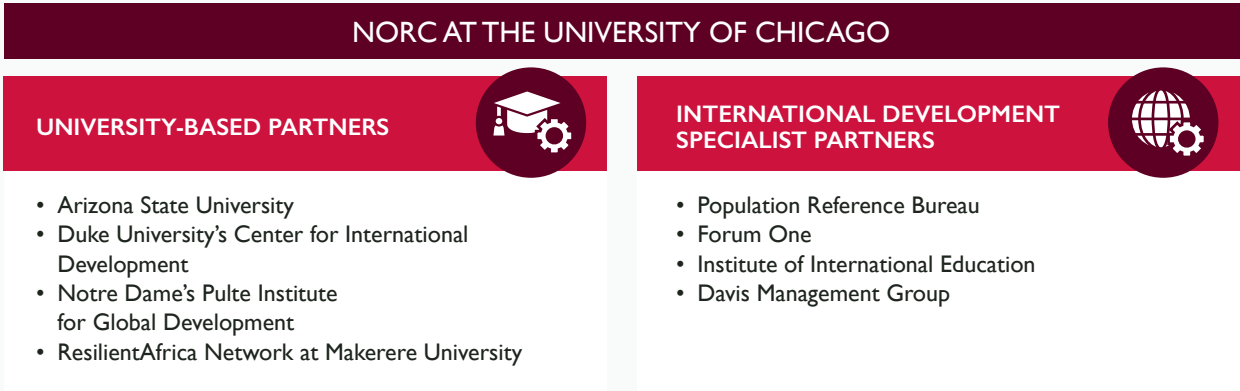 NORC AT THE UNIVERSITY OF CHICAGO
UNIVERSITY-BASED PARTNERS
• Arizona State University
• Duke University’s Center for International
Development
• Notre Dame’s Pulte Institute
for Global Development
• ResilientAfrica Network at Makerere University
INTERNATIONAL DEVELOPMENT
SPECIALIST PARTNERS
• Population Reference Bureau
• Forum One
• Institute of International Education
• Davis Management Group